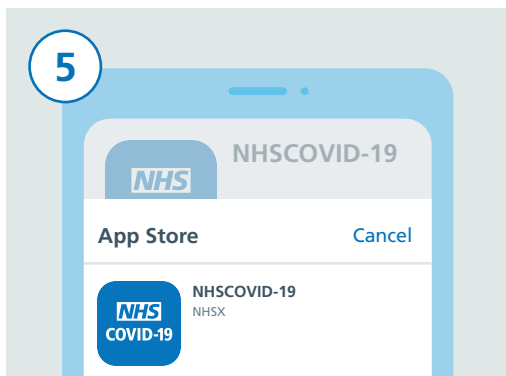 5
NHSCOVID-19
NHS
App Store Cancel
NHSCOVID-19
NHSX
NHS
COVID-19